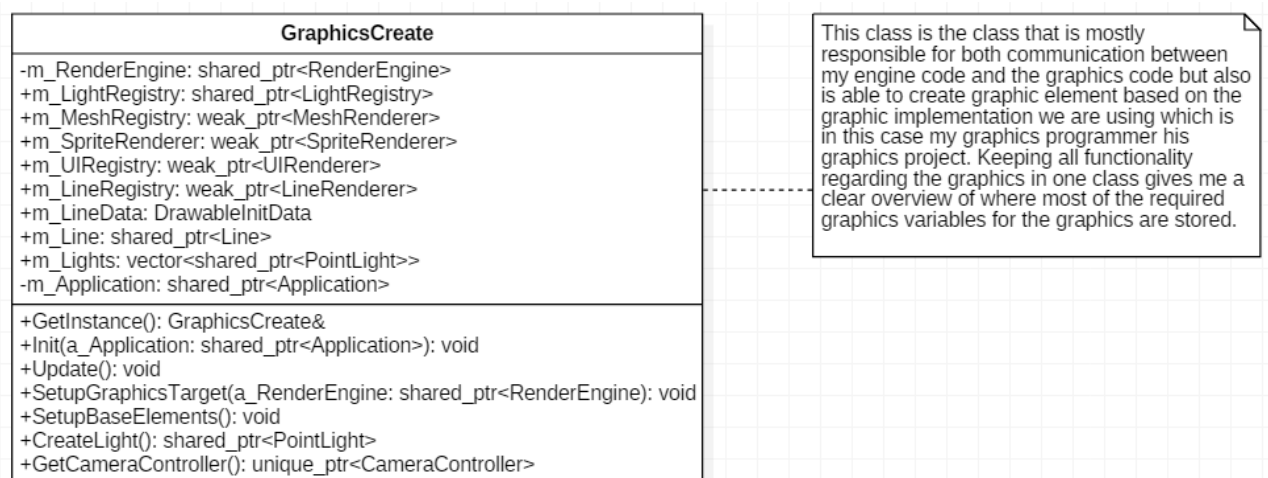 GraphicsCreate
-m_RenderEngine: shared_ptr<RenderEngine>
+m_LightRegistry: shared_ptr<LightRegistry>
+m_MeshRegistry: weak_ptr<MeshRenderer>
+m_SpriteRenderer: weak_ptr<SpriteRenderer>
+m_UIRegistry: weak_ptr<UIRenderer>
+m_LineRegistry: weak_ptr<LineRenderer>
+m_LineData: DrawableInitData
+m_Line: shared_ptr<Line>
+m_Lights: vector<shared_ptr<PointLight>>
-m_Application: shared_ptr<Application>
+GetInstance(): GraphicsCreate&
+Init(a_Application: shared_ptr<Application>): void
+Update(): void
+SetupGraphicsTarget(a_RenderEngine: shared_ptr<RenderEngine): void
+SetupBaseElements(): void
+CreateLight(): shared_ptr<PointLight>
+GetCameraController(): unique_ptr<CameraController>
This class is the class that is mostly
responsible for both communication between
my engine code and the graphics code but also
is able to create graphic element based on the
graphic implementation we are using which is
in this case my graphics programmer his
graphics project. Keeping all functionality
regarding the graphics in one class gives me a
clear overview of where most of the required
graphics variables for the graphics are stored.